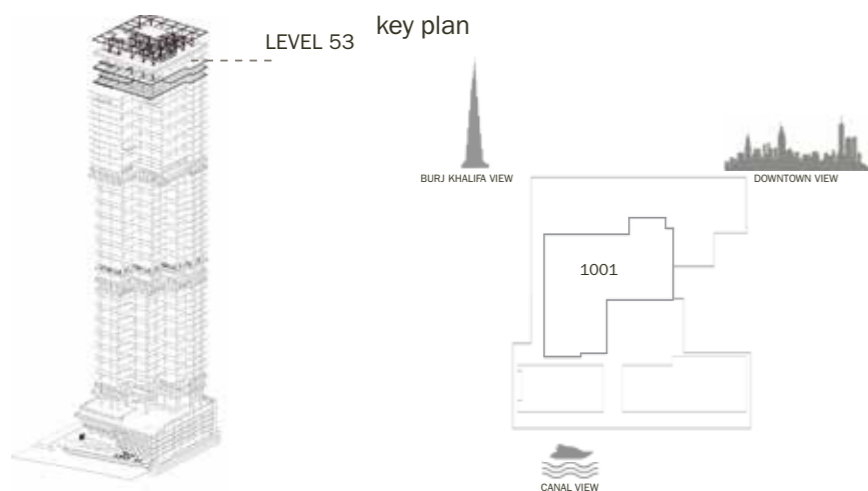 key plan
LEVEL 53
BURJ KHALIFA VIEW
DOWNTOWN VIEW
1001
CANAL VIEW